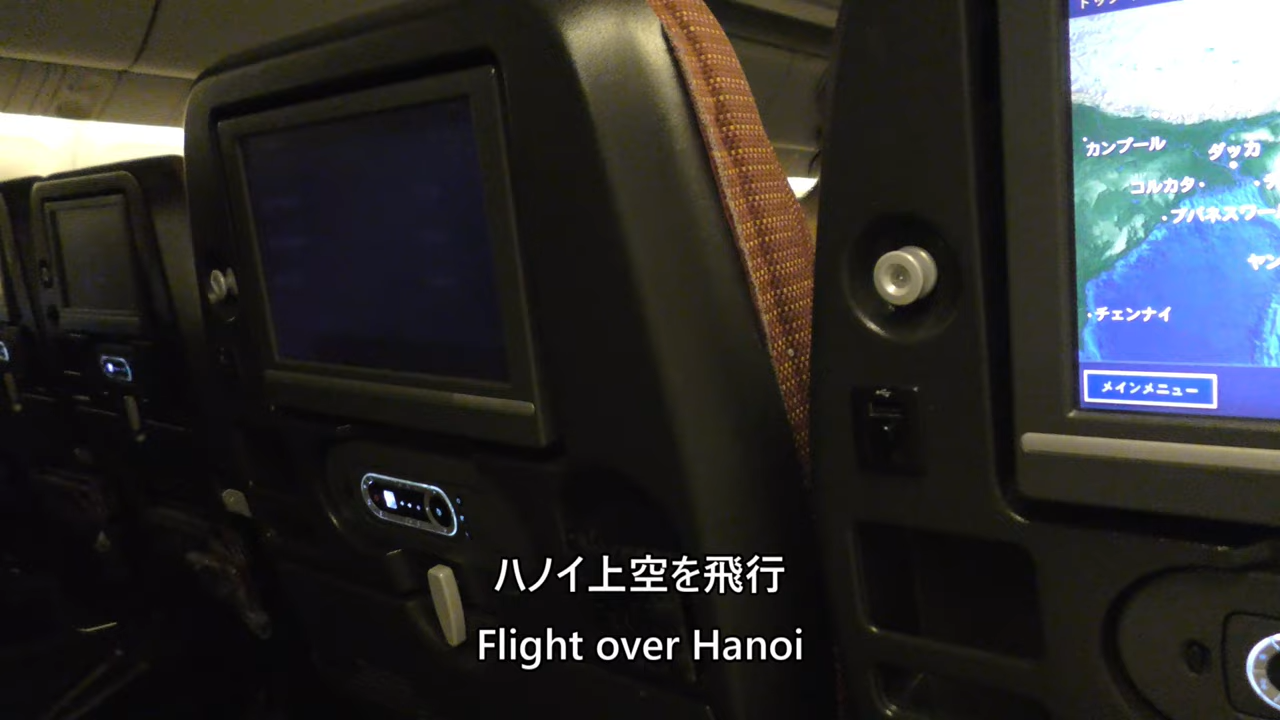 カンプール
ダッカ
コルカタ
ブバネスワー
ヤン
チェンナイ
メインメニュー
ハノイ上空を飛行
Flight over Hanoi